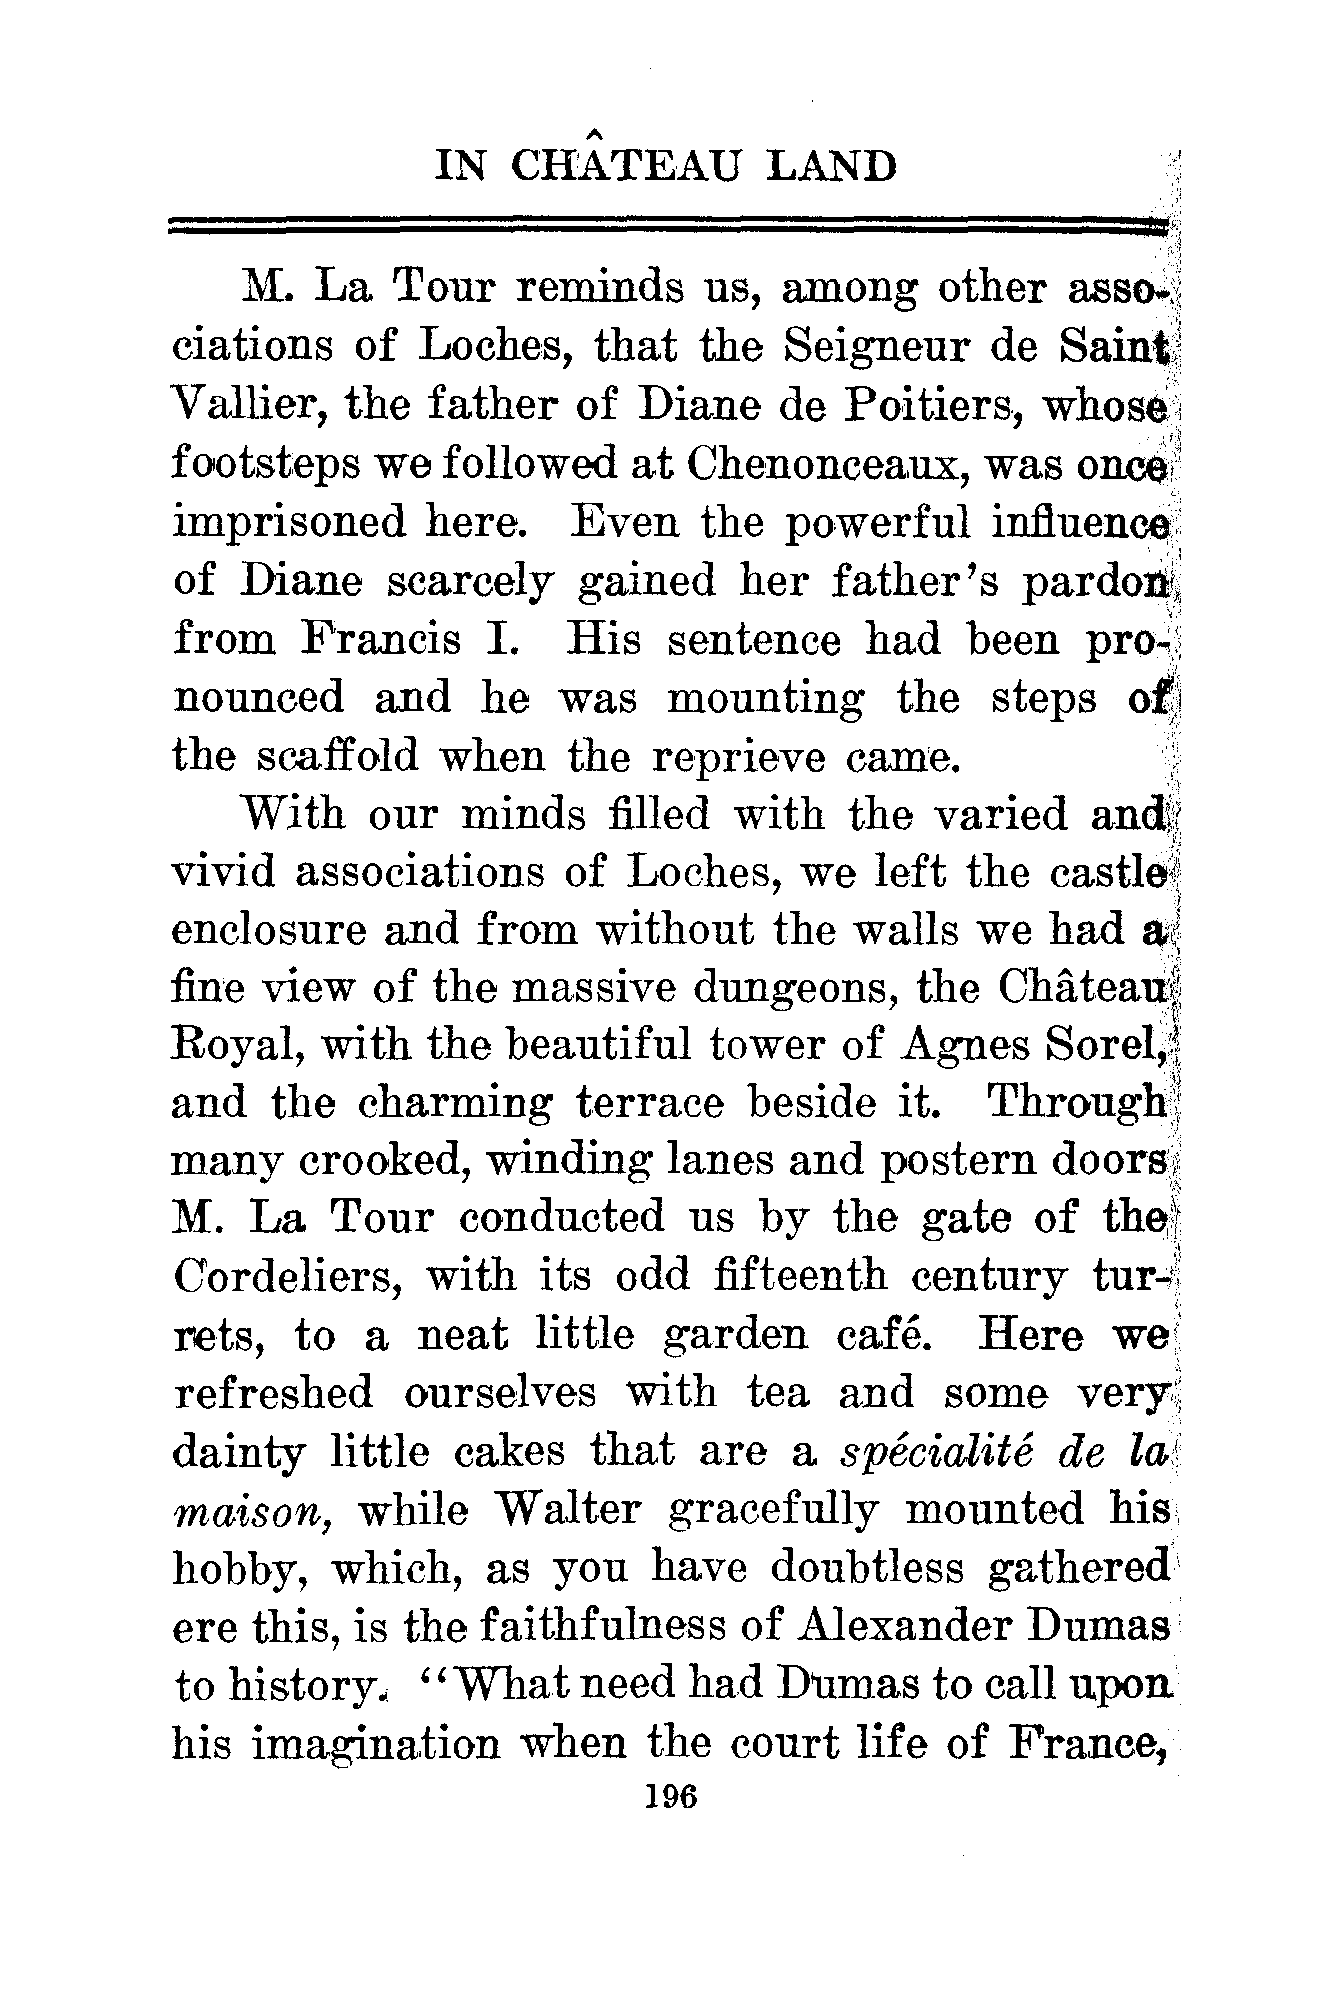 IN CHÂTEAU LAND
M. La Tour reminds us, among other asso-
ciations of Loches, that the Seigneur de Saint
Vallier, the father of Diane de Poitiers, whose
footsteps we followed at Chenonceaux, was once
imprisoned here. Even the powerful influence
of Diane scarcely gained her father's pardon
from Francis I. His sentence had been pro-
nounced and he was mounting the steps of
the scaffold when the reprieve came.
With our minds filled with the varied and
vivid associations of Loches, we left the castle
enclosure and from without the walls we had a
fine view of the massive dungeons, the Château
Royal, with the beautiful tower of Agnes Sorel,
and the charming terrace beside it. Through
many crooked, winding lanes and postern doors
M. La Tour conducted us by the gate of the
Cordeliers, with its odd fifteenth century tur-
rets, to a neat little garden café. Here we
refreshed ourselves with tea and some very
dainty little cakes that are a spécialité de la
maison, while Walter gracefully mounted his
hobby, which, as you have doubtless gathered
ere this, is the faithfulness of Alexander Dumas
to history. "What need had Dumas to call upon
his imagination when the court life of France,
196